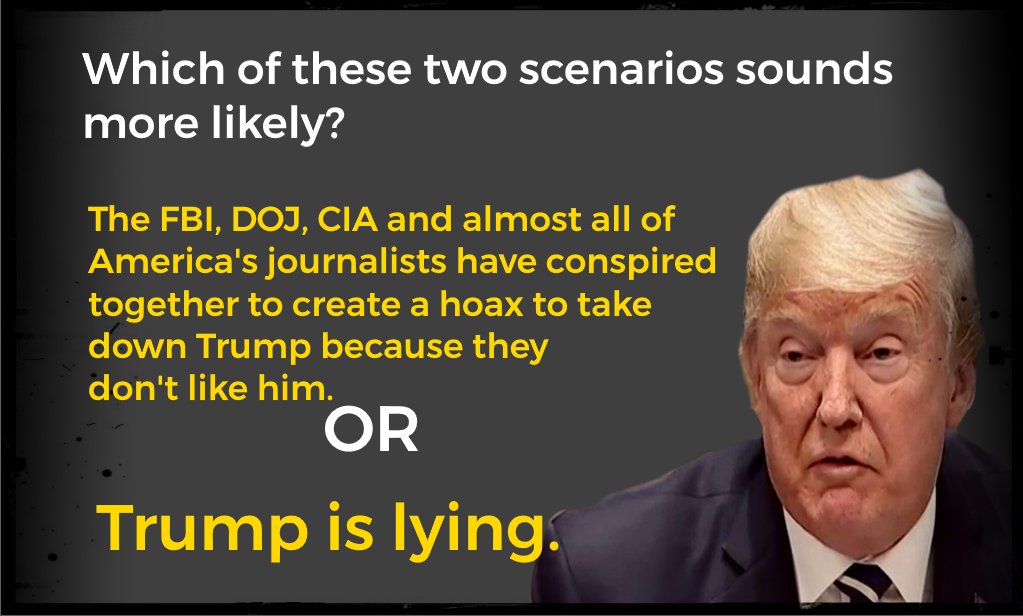 Which of these two scenarios sounds
more likely?
The FBI, DOJ, CIA and almost all of
America's journalists have conspired
together to create a hoax to take
down Trump because they
don't like him.
OR
Trump is lying.